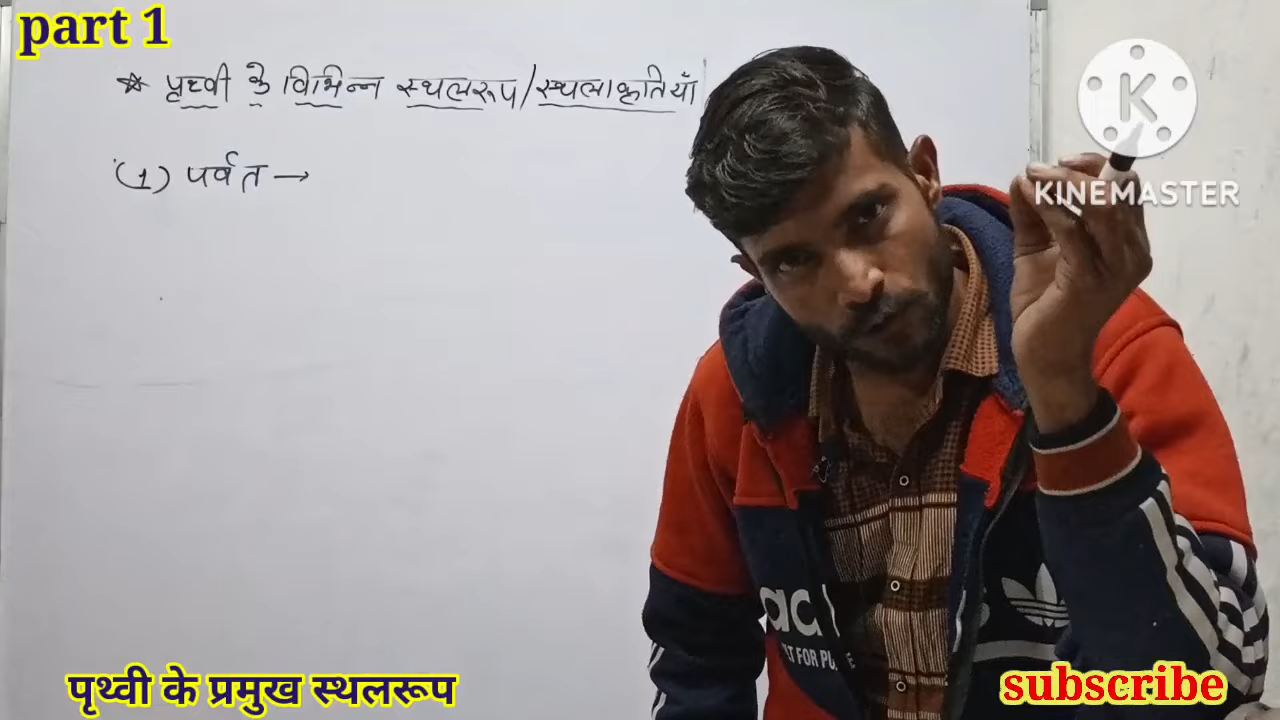 part 1
☆ पृथ्वी के विभिन्न स्थलरूप/स्थलाकृतियाँ
(1) पर्वत →
K
KINEMASTER
पृथ्वी के प्रमुख स्थलरूप
subscribe